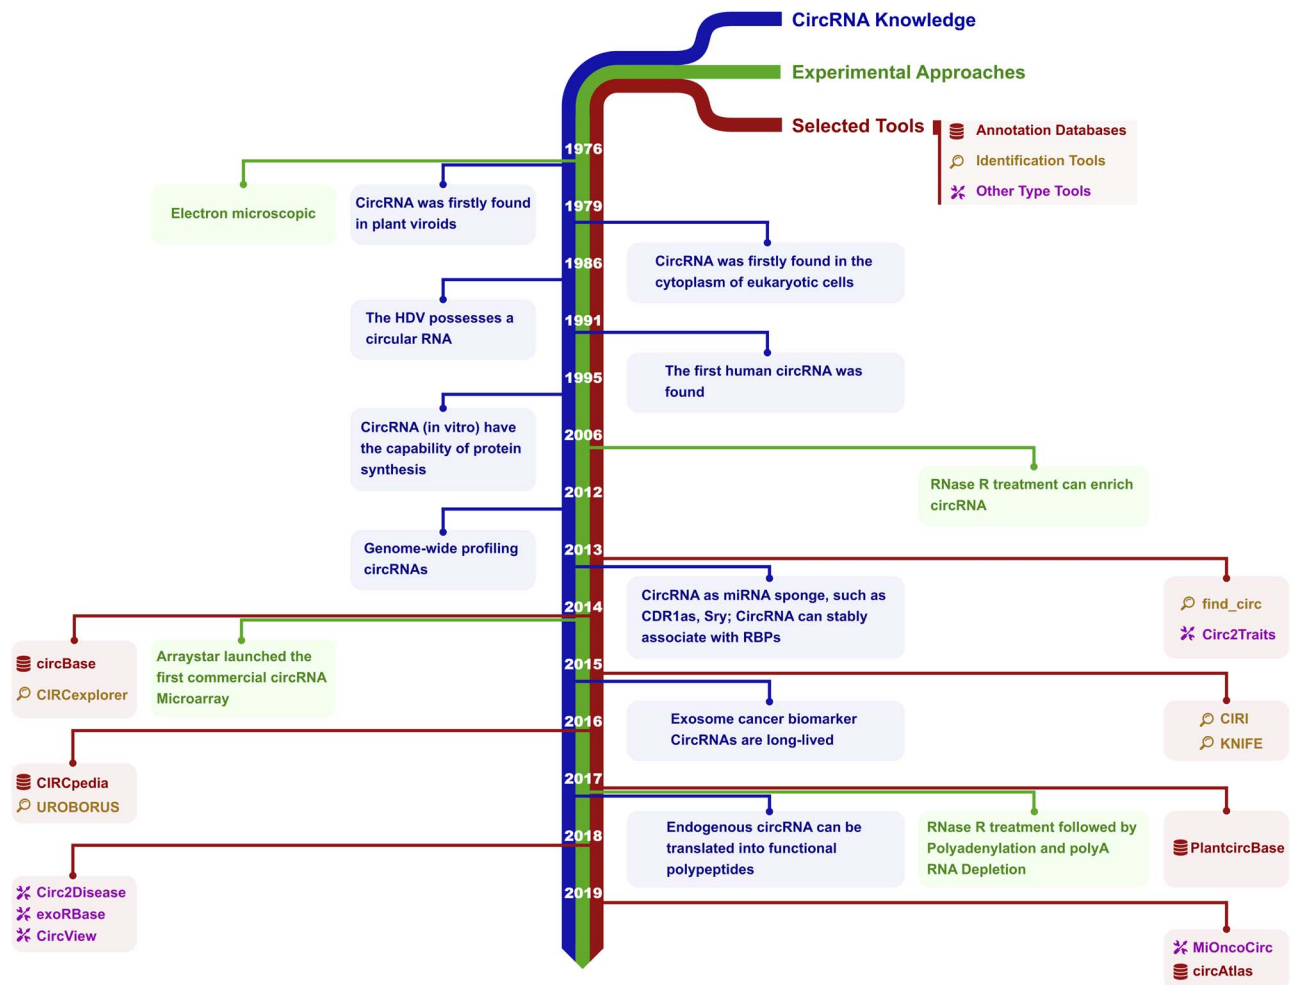 CircRNA Knowledge
Experimental Approaches
Selected Tools
Annotation Databases
Identification Tools
Other Type Tools
1976
Electron microscopic
CircRNA was firstly found
in plant viroids
1979
CircRNA was firstly found in the
cytoplasm of eukaryotic cells
1986
The HDV possesses a
circular RNA
1991
The first human circRNA was
found
1995
CircRNA (in vitro) have
the capability of protein
synthesis
2006
RNase R treatment can enrich
circRNA
2012
Genome-wide profiling
circRNAs
2013
CircRNA as miRNA sponge, such as
CDR1as, Sry; CircRNA can stably
associate with RBPs
find_circ
Circ2Traits
2014
circBase
CIRCexplorer
Arraystar launched the
first commercial circRNA
Microarray
2015
Exosome cancer biomarker
CircRNAs are long-lived
CIRI
KNIFE
2016
CIRCpedia
UROBORUS
2017
Endogenous circRNA can be
translated into functional
polypeptides
RNase R treatment followed by
Polyadenylation and polyA
RNA Depletion
PlantcircBase
2018
Circ2Disease
exoRBase
CircView
2019
MiOncoCirc
circAtlas